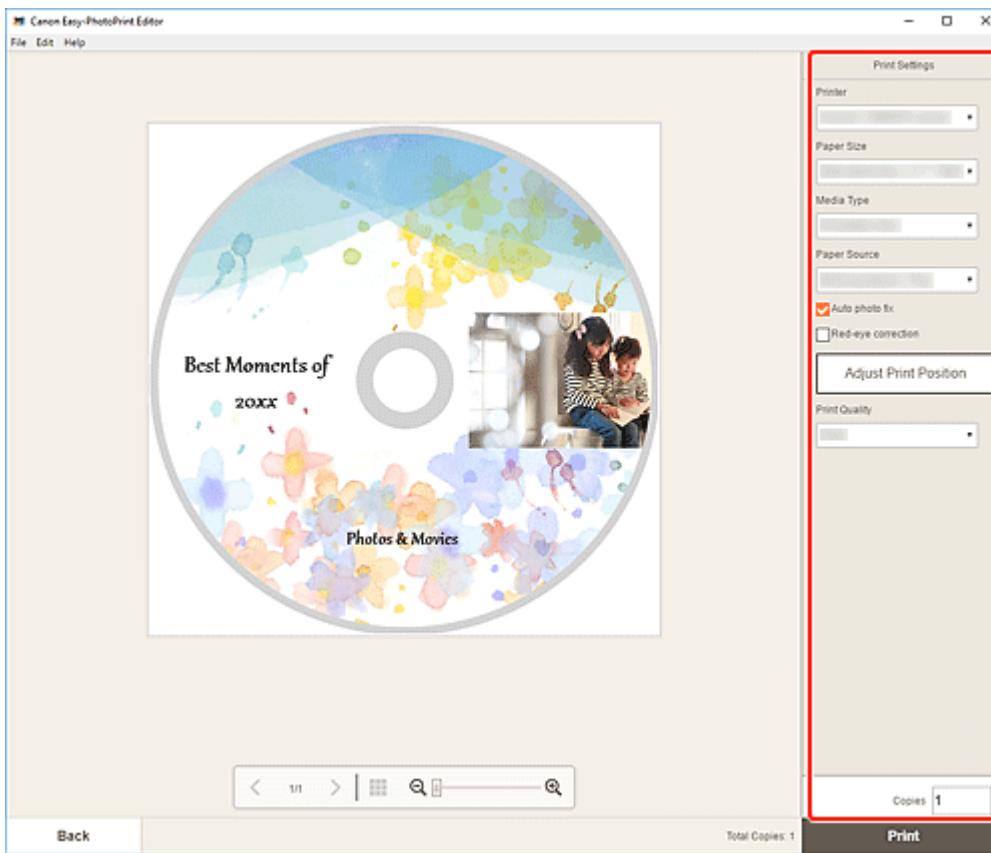 Canon Easy-PhotoPrint Editor
File Edit Help
Print Settings
Printer
Paper Size
Media Type
Paper Source
Auto photo fix
Red-eye correction
Adjust Print Position
Print Quality
Best Moments of
20xx
Photos & Movies
1/1
Copies 1
Back
Total Copies: 1
Print